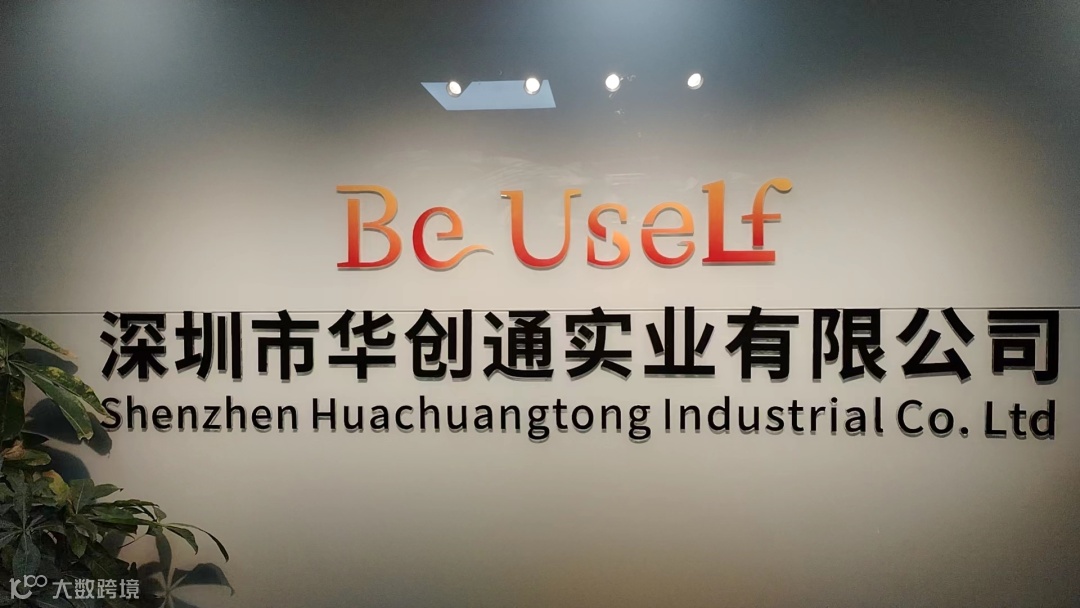 Be Uself
深圳市华创通实业有限公司
Shenzhen Huachuangtong Industrial Co. Ltd
大数跨境